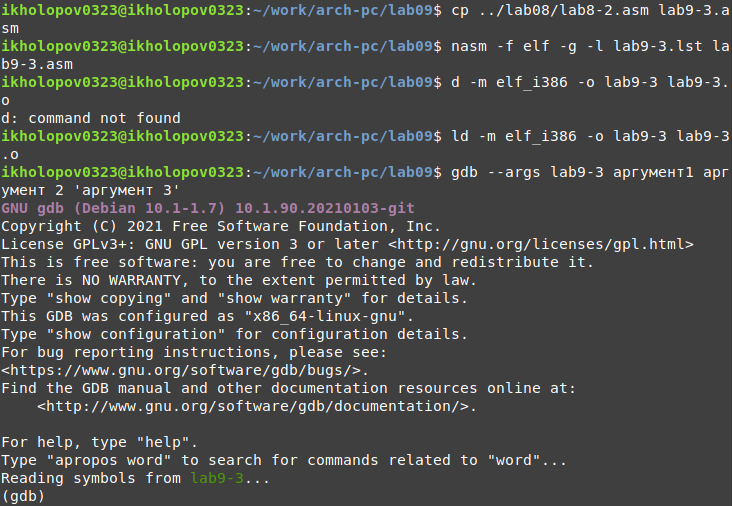 ikholopov0323@ikholopov0323:~/work/arch-pc/lab09$ cp ../lab08/lab8-2.asm lab9-3.a
sm
ikholopov0323@ikholopov0323:~/work/arch-pc/lab09$ nasm -f elf -g -l lab9-3.lst la
b9-3.asm
ikholopov0323@ikholopov0323:~/work/arch-pc/lab09$ d -m elf_i386 -o lab9-3 lab9-3.
o
d: command not found
ikholopov0323@ikholopov0323:~/work/arch-pc/lab09$ ld -m elf_i386 -o lab9-3 lab9-3
.o
ikholopov0323@ikholopov0323:~/work/arch-pc/lab09$ gdb --args lab9-3 аргумент1 арг
умент 2 'аргумент 3'
GNU gdb (Debian 10.1-1.7) 10.1.90.20210103-git
Copyright (C) 2021 Free Software Foundation, Inc.
License GPLv3+: GNU GPL version 3 or later <http://gnu.org/licenses/gpl.html>
This is free software: you are free to change and redistribute it.
There is NO WARRANTY, to the extent permitted by law.
Type "show copying" and "show warranty" for details.
This GDB was configured as "x86_64-linux-gnu".
Type "show configuration" for configuration details.
For bug reporting instructions, please see:
<https://www.gnu.org/software/gdb/bugs/>.
Find the GDB manual and other documentation resources online at:
    <http://www.gnu.org/software/gdb/documentation/>.

For help, type "help".
Type "apropos word" to search for commands related to "word"...
Reading symbols from lab9-3...
(gdb)